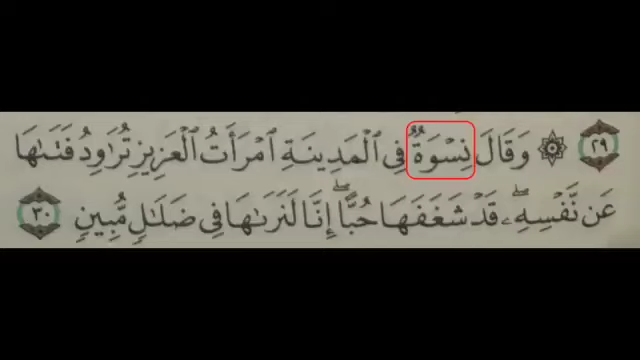 ٢٩ ۞ وَقَالَ نِسْوَةٌ فِي ٱلْمَدِينَةِ ٱمْرَأَتُ ٱلْعَزِيزِ تُرَٰوِدُ فَتَىٰهَا
عَن نَّفْسِهِۦۖ قَدْ شَغَفَهَا حُبًّاۖ إِنَّا لَنَرَىٰهَا فِي ضَلَٰلٍ مُّبِينٍ ٣٠